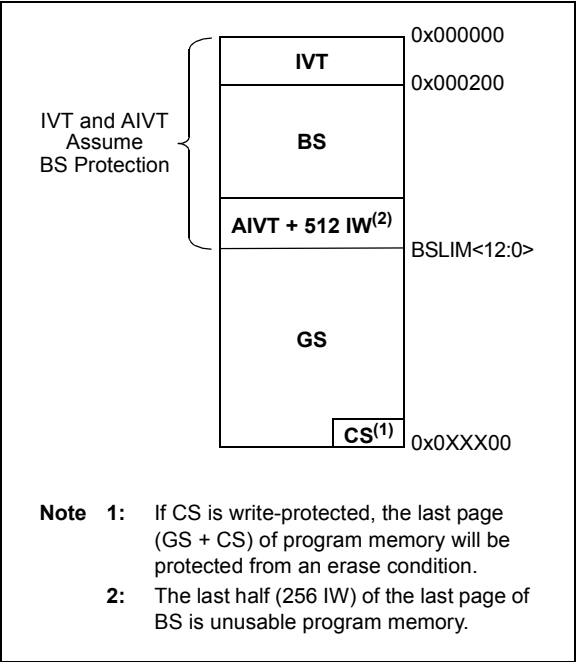 0x000000
IVT
0x000200
IVT and AIVT
Assume
BS Protection
BS
AIVT + 512 IW(2)
BSLIM<12:0>
GS
CS(1)
0x0XXX00
Note 1: If CS is write-protected, the last page
(GS + CS) of program memory will be
protected from an erase condition.
2: The last half (256 IW) of the last page of
BS is unusable program memory.